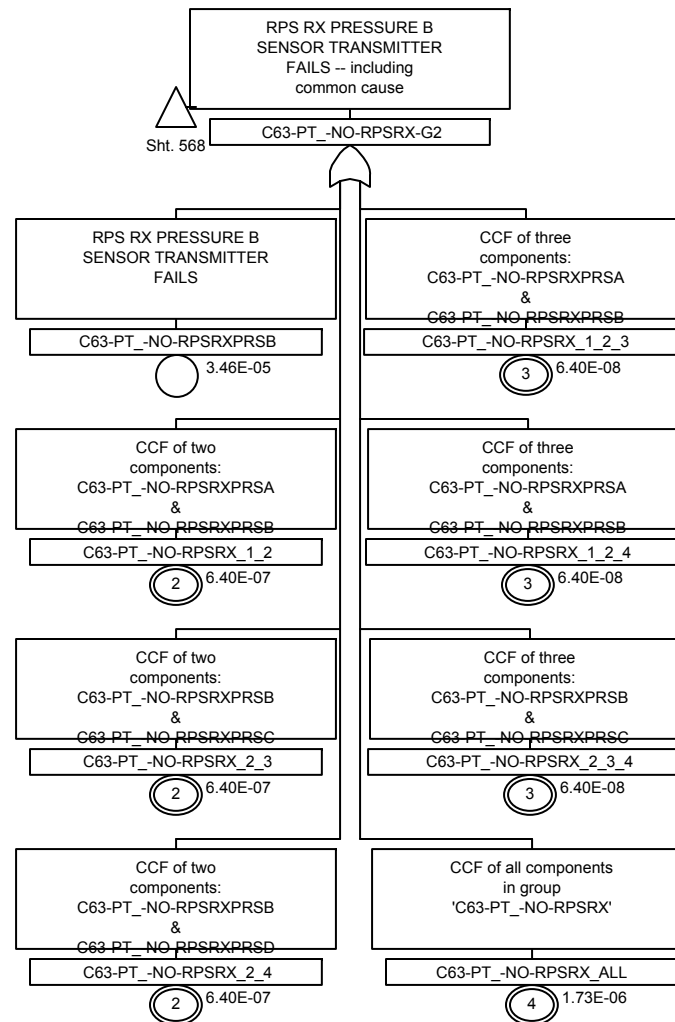 RPS RX PRESSURE B
SENSOR TRANSMITTER
FAILS -- including
common cause
Sht. 568
C63-PT_-NO-RPSRX-G2
RPS RX PRESSURE B
SENSOR TRANSMITTER
FAILS
C63-PT_-NO-RPSRXPRSB
3.46E-05
CCF of three
components:
C63-PT_-NO-RPSRXPRSA
&
C63-PT_-NO-RPSRXPRSB
C63-PT_-NO-RPSRX_1_2_3
3
6.40E-08
CCF of two
components:
C63-PT_-NO-RPSRXPRSA
&
C63-PT_-NO-RPSRXPRSB
C63-PT_-NO-RPSRX_1_2
2
6.40E-07
CCF of three
components:
C63-PT_-NO-RPSRXPRSA
&
C63-PT_-NO-RPSRXPRSB
C63-PT_-NO-RPSRX_1_2_4
3
6.40E-08
CCF of two
components:
C63-PT_-NO-RPSRXPRSB
&
C63-PT_-NO-RPSRXPRSC
C63-PT_-NO-RPSRX_2_3
2
6.40E-07
CCF of three
components:
C63-PT_-NO-RPSRXPRSB
&
C63-PT_-NO-RPSRXPRSC
C63-PT_-NO-RPSRX_2_3_4
3
6.40E-08
CCF of two
components:
C63-PT_-NO-RPSRXPRSB
&
C63-PT_-NO-RPSRXPRSD
C63-PT_-NO-RPSRX_2_4
2
6.40E-07
CCF of all components
in group
'C63-PT_-NO-RPSRX'
C63-PT_-NO-RPSRX_ALL
4
1.73E-06